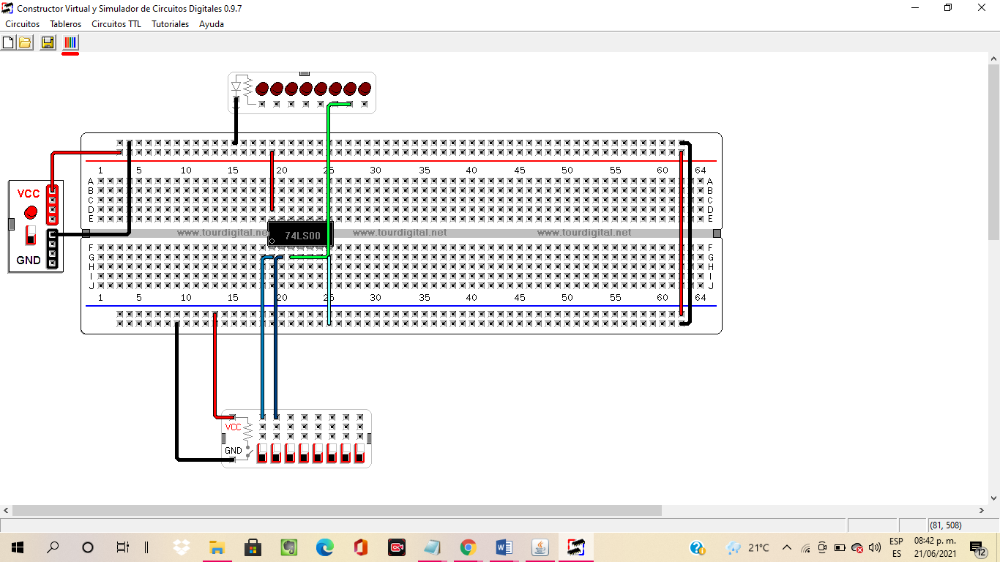 Constructor Virtual y Simulador de Circuitos Digitales 0.9.7
Circuitos Tableros Circuitos TTL Tutoriales Ayuda
1 5 10 15 20 25 30 35 40 45 50 55 60 64
A A
B B
C C
D D
E E
VCC
GND
www.tourdigital.net www.tourdigital.net www.tourdigital.net
74LS00
F F
G G
H H
I I
J J
1 5 10 15 20 25 30 35 40 45 50 55 60 64
VCC
GND
(81, 508)
21°C
ESP
ES
08:42 p. m.
21/06/2021
12